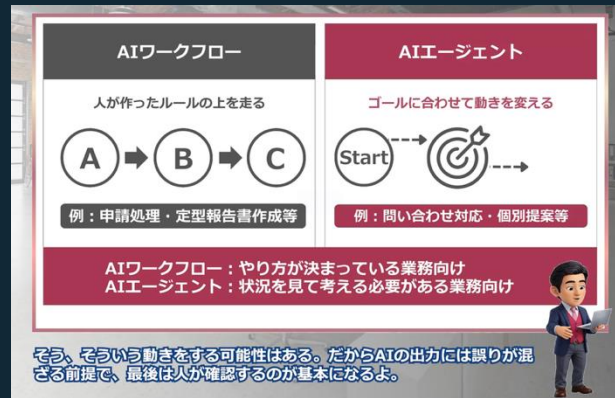 AIワークフロー
AIエージェント
人が作ったルールの上を走る
ゴールに合わせて動きを変える
A B C
Start
例：申請処理・定型報告書作成等
例：問い合わせ対応・個別提案等
AIワークフロー：やり方が決まっている業務向け
AIエージェント：状況を見て考える必要がある業務向け
そう、そういう動きをする可能性はある。だからAIの出力には誤りが混
ざる前提で、最後は人が確認するのが基本になるよ。